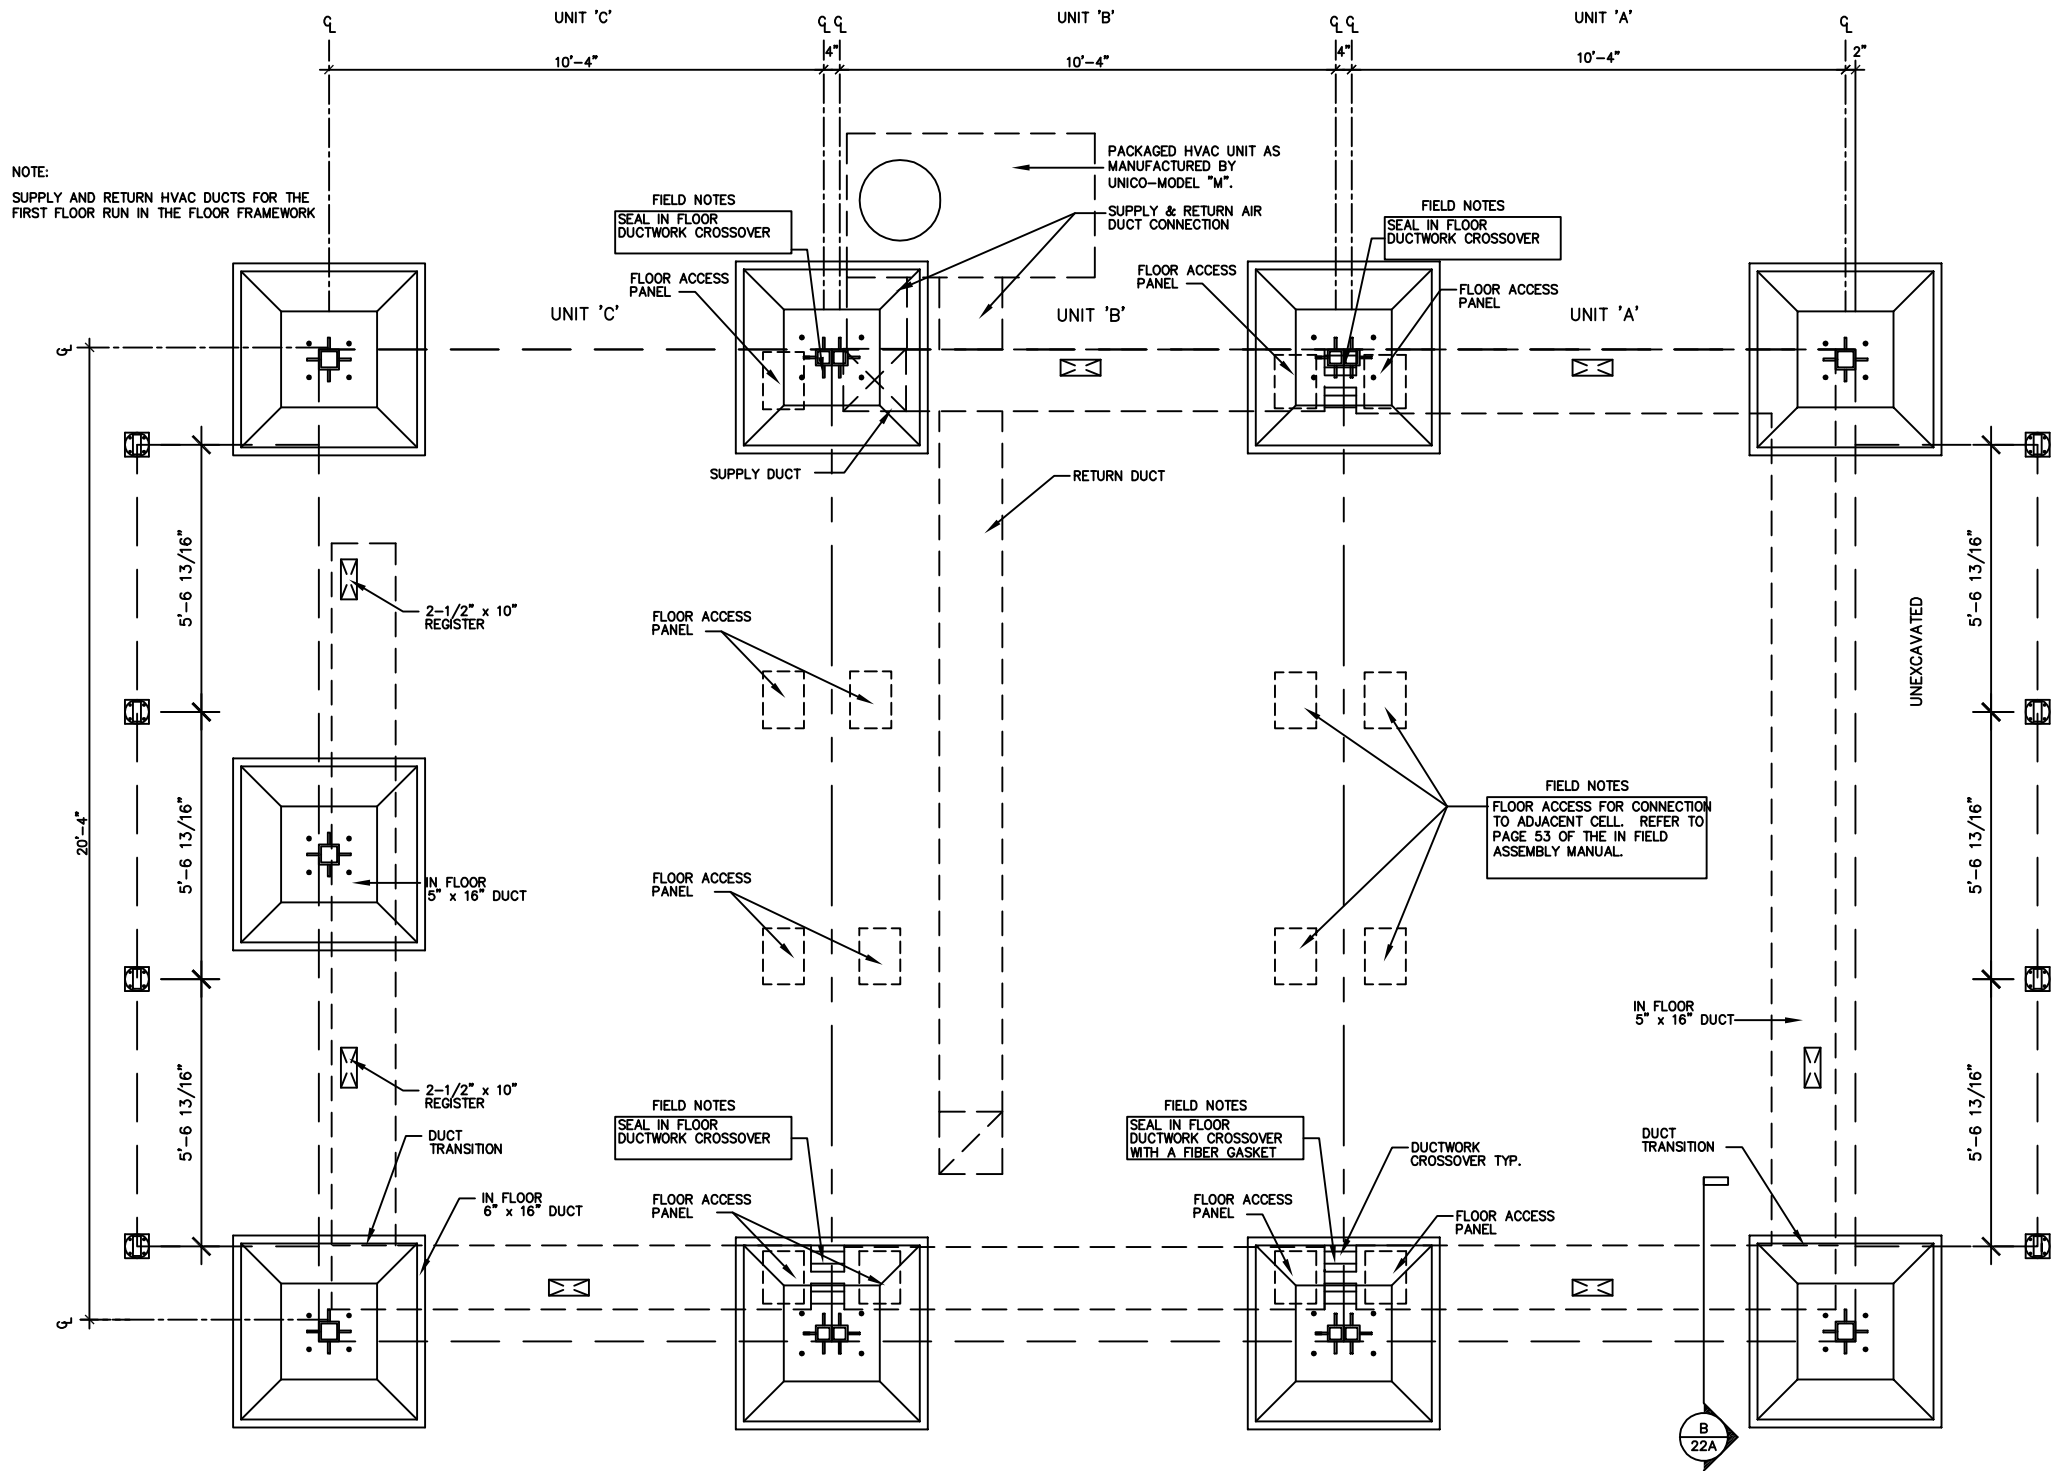 UNIT 'C'
UNIT 'B'
UNIT 'A'
CL
CL CL
CL CL
CL
10'-4"
4"
10'-4"
4"
10'-4"
2"
NOTE:
SUPPLY AND RETURN HVAC DUCTS FOR THE
FIRST FLOOR RUN IN THE FLOOR FRAMEWORK
PACKAGED HVAC UNIT AS
MANUFACTURED BY
UNICO-MODEL "M".
SUPPLY & RETURN AIR
DUCT CONNECTION
FIELD NOTES
SEAL IN FLOOR
DUCTWORK CROSSOVER
FIELD NOTES
SEAL IN FLOOR
DUCTWORK CROSSOVER
FLOOR ACCESS
PANEL
FLOOR ACCESS
PANEL
FLOOR ACCESS
PANEL
UNIT 'C'
UNIT 'B'
UNIT 'A'
CL
SUPPLY DUCT
RETURN DUCT
5'-6 13/16"
5'-6 13/16"
2-1/2" x 10"
REGISTER
FLOOR ACCESS
PANEL
UNEXCAVATED
20'-4"
5'-6 13/16"
5'-6 13/16"
FIELD NOTES
FLOOR ACCESS FOR CONNECTION
TO ADJACENT CELL. REFER TO
PAGE 53 OF THE IN FIELD
ASSEMBLY MANUAL.
IN FLOOR
5" x 16" DUCT
FLOOR ACCESS
PANEL
IN FLOOR
5" x 16" DUCT
5'-6 13/16"
5'-6 13/16"
2-1/2" x 10"
REGISTER
FIELD NOTES
SEAL IN FLOOR
DUCTWORK CROSSOVER
FIELD NOTES
SEAL IN FLOOR
DUCTWORK CROSSOVER
WITH A FIBER GASKET
DUCT
TRANSITION
DUCTWORK
CROSSOVER TYP.
DUCT
TRANSITION
IN FLOOR
6" x 16" DUCT
FLOOR ACCESS
PANEL
FLOOR ACCESS
PANEL
FLOOR ACCESS
PANEL
CL
B
22A